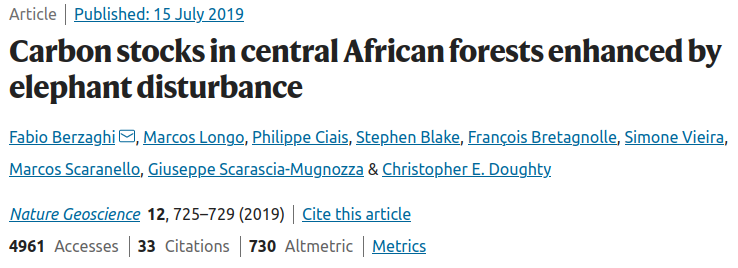 Article | Published: 15 July 2019
Carbon stocks in central African forests enhanced by
elephant disturbance
Fabio Berzaghi, Marcos Longo, Philippe Ciais, Stephen Blake, François Bretagnolle, Simone Vieira,
Marcos Scaranello, Giuseppe Scarascia-Mugnozza & Christopher E. Doughty
Nature Geoscience 12, 725–729 (2019) | Cite this article
4961 Accesses | 33 Citations | 730 Altmetric | Metrics